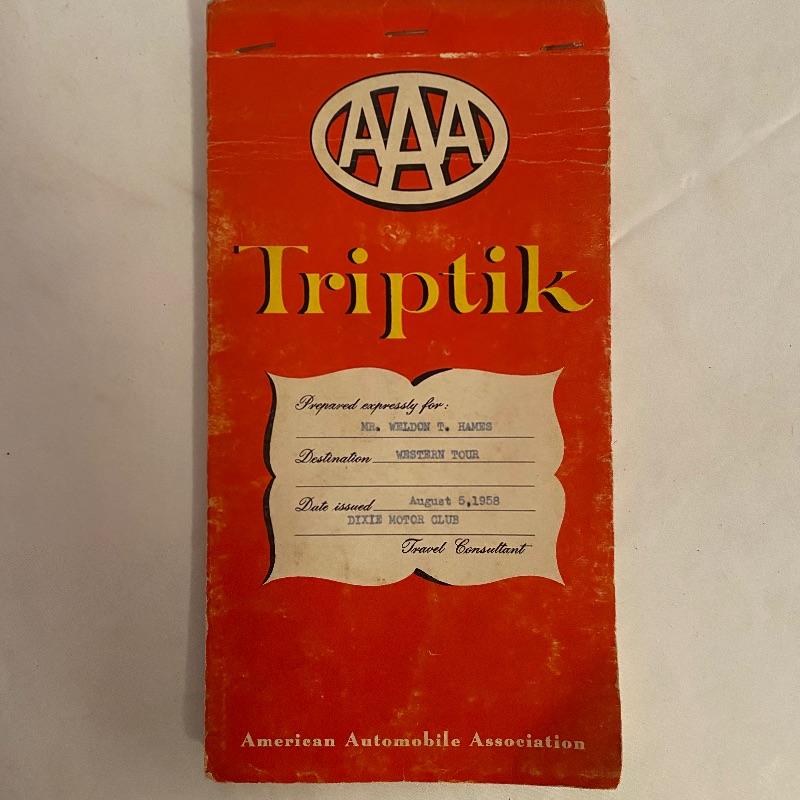 AAA
Triptik
Prepared expressly for:
MR. WELDON T. HAMES
Destination WESTERN TOUR
Date issued August 5,1958
DIXIE MOTOR CLUB
Travel Consultant
American Automobile Association